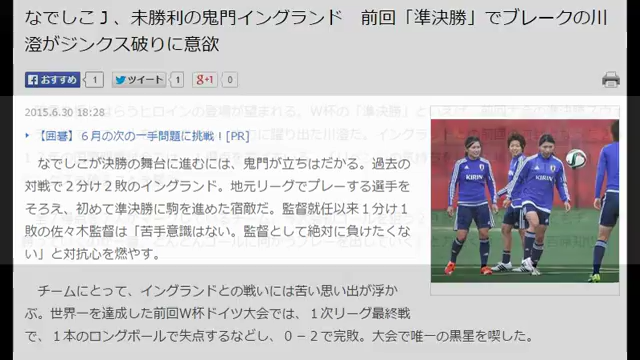 なでしこＪ、未勝利の鬼門イングランド　前回「準決勝」でブレークの川
澄がジンクス破りに意欲
おすすめ 1 ツイート 1 g+1 0
2015.6.30 18:28
【囲碁】６月の次の一手問題に挑戦！[PR]
　なでしこが決勝の舞台に進むには、鬼門が立ちはだかる。過去の
対戦で２分け２敗のイングランド。地元リーグでプレーする選手を
そろえ、初めて準決勝に駒を進めた宿敵だ。監督就任以来１分け１
敗の佐々木監督は「苦手意識はない。監督として絶対に負けたくな
い」と対抗心を燃やす。
　チームにとって、イングランドとの戦いには苦い思い出が浮か
ぶ。世界一を達成した前回Ｗ杯ドイツ大会では、１次リーグ最終戦
で、１本のロングボールで失点するなどし、０－２で完敗。大会で唯一の黒星を喫した。
KIRIN
KIRIN